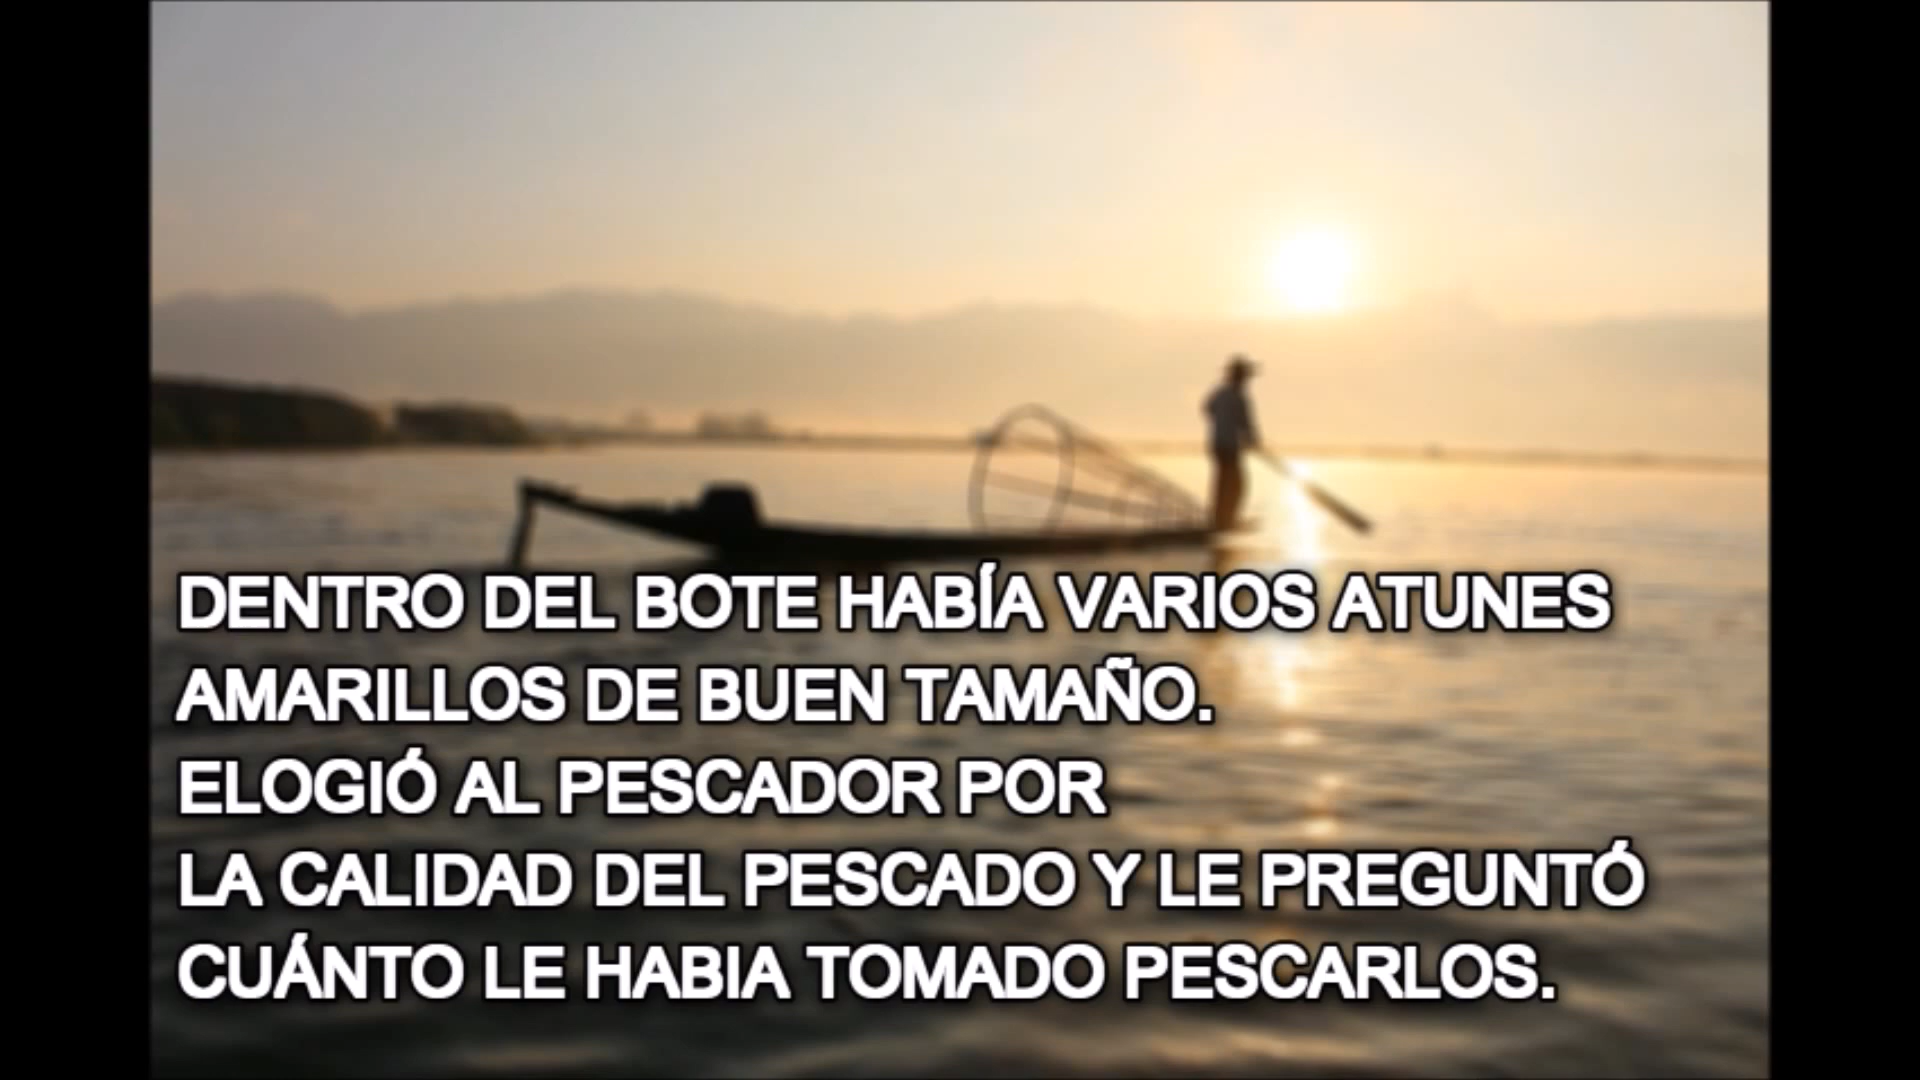 DENTRO DEL BOTE HABÍA VARIOS ATUNES
AMARILLOS DE BUEN TAMAÑO.
ELOGIÓ AL PESCADOR POR
LA CALIDAD DEL PESCADO Y LE PREGUNTÓ
CUÁNTO LE HABIA TOMADO PESCARLOS.